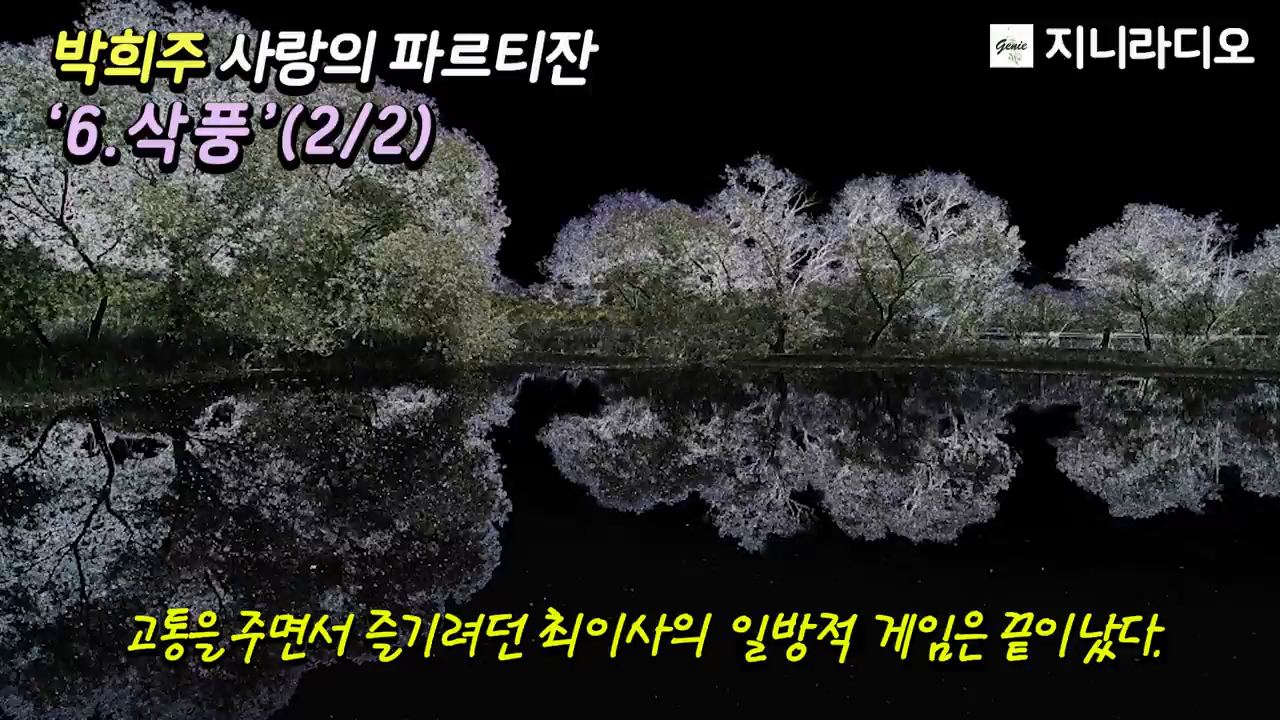 박희주 사랑의 파르티잔
'6. 삭풍'(2/2)
Genie
지니라디오
고통을 주면서 즐기려던 최이사의 일방적 게임은 끝이났다.